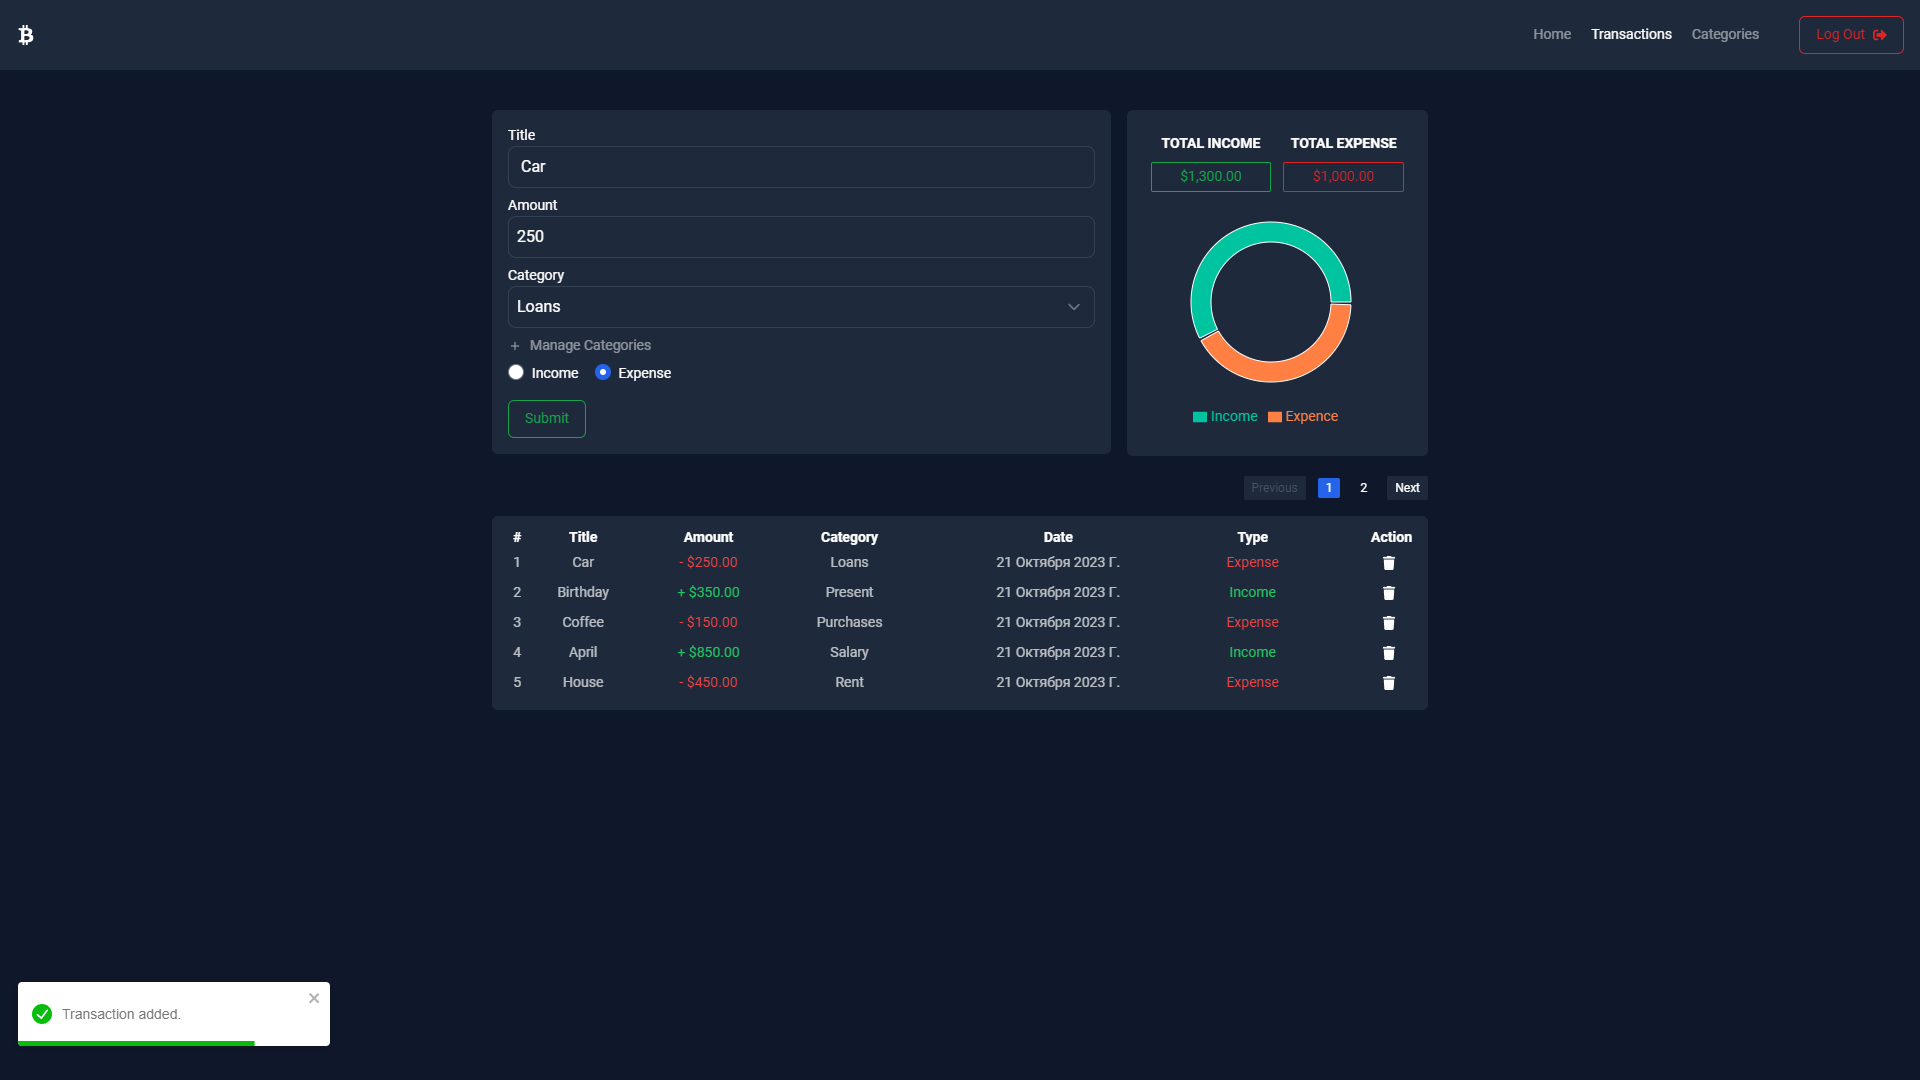 Home Transactions Categories Log Out
Title
Car
Amount
250
Category
Loans
+ Manage Categories
Income Expense
Submit
TOTAL INCOME TOTAL EXPENSE
$1,300.00 $1,000.00
Income Expence
Previous 1 2 Next
# Title Amount Category Date Type Action
1 Car - $250.00 Loans 21 Октября 2023 Г. Expense
2 Birthday + $350.00 Present 21 Октября 2023 Г. Income
3 Coffee - $150.00 Purchases 21 Октября 2023 Г. Expense
4 April + $850.00 Salary 21 Октября 2023 Г. Income
5 House - $450.00 Rent 21 Октября 2023 Г. Expense
Transaction added.